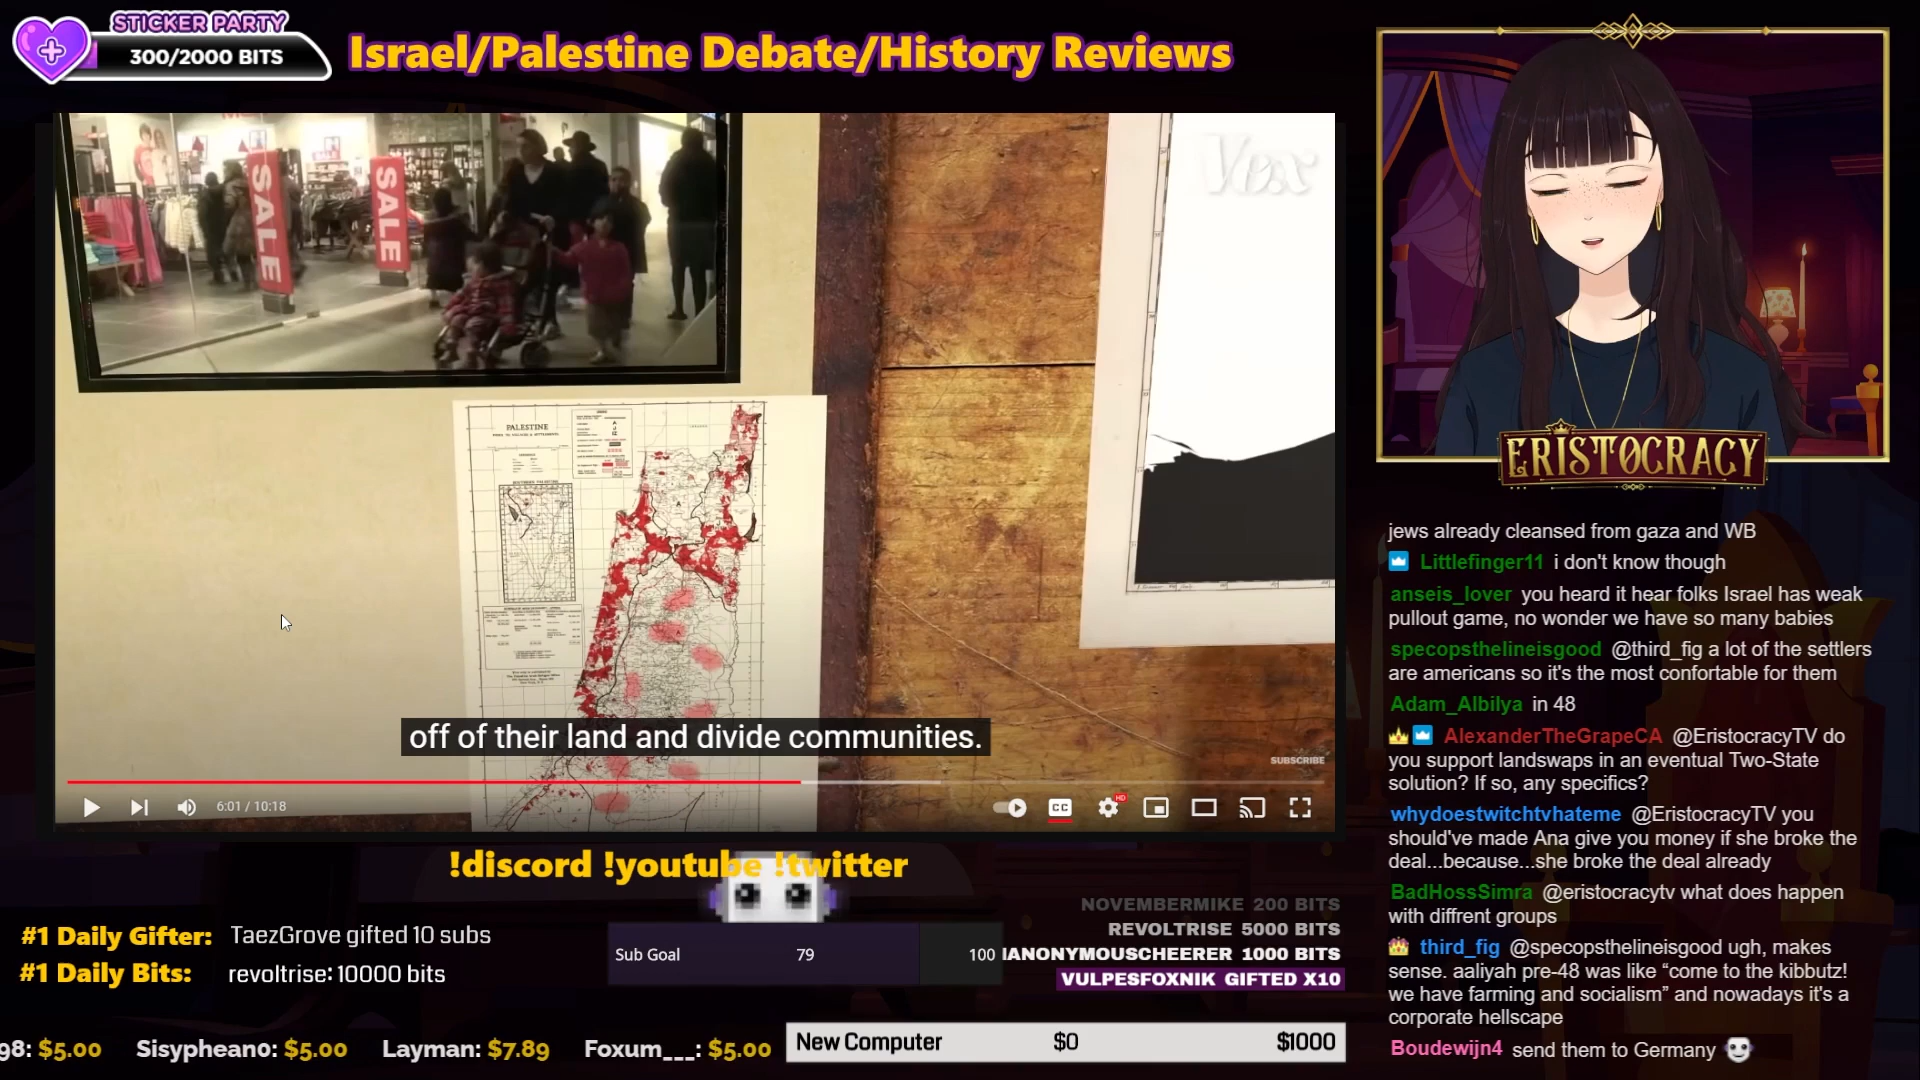 STICKER PARTY
300/2000 BITS
Israel/Palestine Debate/History Reviews
SALE
SALE
Vox
PALESTINE
off of their land and divide communities.
SUBSCRIBE
6:01 / 10:18
CC
HD
ERISTOCRACY
jews already cleansed from gaza and WB
Littlefinger11 i don't know though
anseis_lover you heard it hear folks Israel has weak
pullout game, no wonder we have so many babies
specopsthelineisgood @third_fig a lot of the settlers
are americans so it's the most confortable for them
Adam_Albilya in 48
AlexanderTheGrapeCA @EristocracyTV do
you support landswaps in an eventual Two-State
solution? If so, any specifics?
whydoestwitchtvhateme @EristocracyTV you
should've made Ana give you money if she broke the
deal...because...she broke the deal already
BadHossSimra @eristocracytv what does happen
with diffrent groups
third_fig @specopsthelineisgood ugh, makes
sense. aaliyah pre-48 was like “come to the kibbutz!
we have farming and socialism” and nowadays it's a
corporate hellscape
Boudewijn4 send them to Germany
!discord !youtube !twitter
#1 Daily Gifter: TaezGrove gifted 10 subs
#1 Daily Bits: revoltrise: 10000 bits
Sub Goal 79 100
NOVEMBERMIKE 200 BITS
REVOLTRISE 5000 BITS
IANONYMOUSCHEERER 1000 BITS
VULPESFOXNIK GIFTED X10
98: $5.00 Sisyphean0: $5.00 Layman: $7.89 Foxum___: $5.00
New Computer $0 $1000